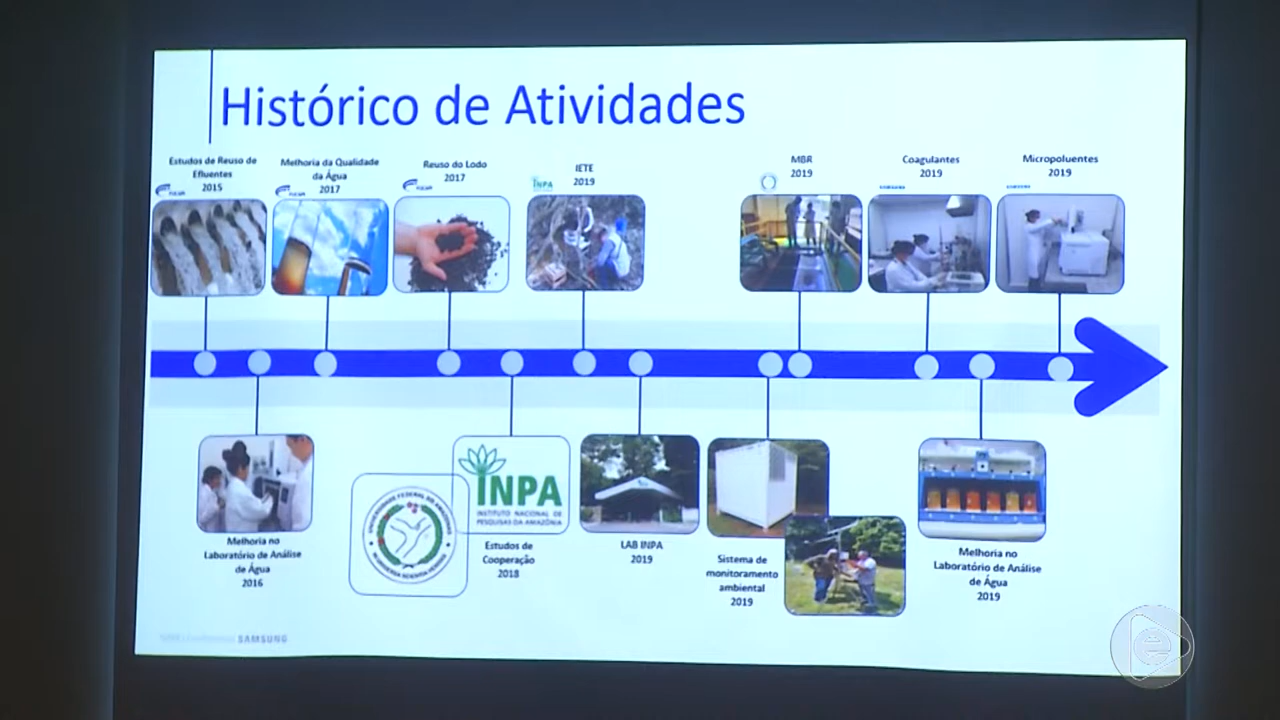 Histórico de Atividades
Estudos de Reuso de
Efluentes
2015
Melhoria da Qualidade
da Água
2017
Reuso do Lodo
2017
IETE
2019
INPA
MBR
2019
Coagulantes
2019
Micropoluentes
2019
Melhoria no
Laboratório de Análise
de Água
2016
INPA
INSTITUTO NACIONAL DE
PESQUISAS DA AMAZÔNIA
Estudos de
Cooperação
2018
LAB INPA
2019
Sistema de
monitoramento
ambiental
2019
Melhoria no
Laboratório de Análise
de Água
2019
SAMSUNG